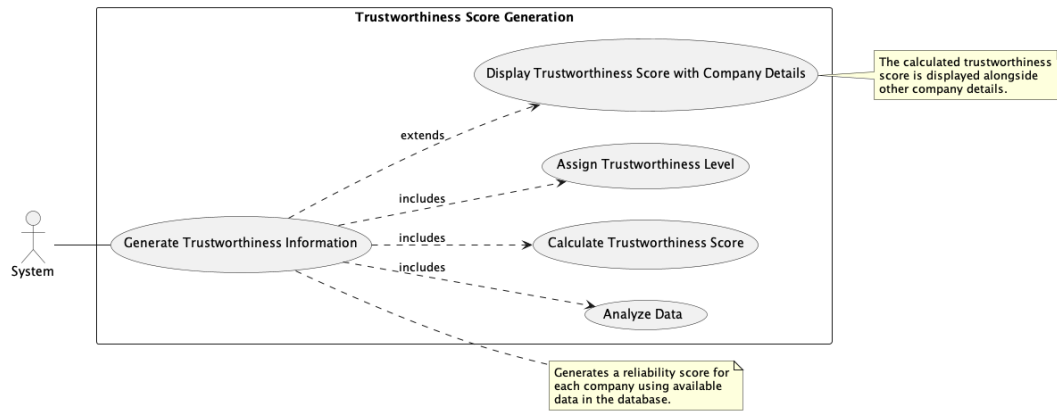 Trustworthiness Score Generation
Display Trustworthiness Score with Company Details
The calculated trustworthiness
score is displayed alongside
other company details.
extends
Assign Trustworthiness Level
includes
Generate Trustworthiness Information
includes
Calculate Trustworthiness Score
System
includes
Analyze Data
Generates a reliability score for
each company using available
data in the database.